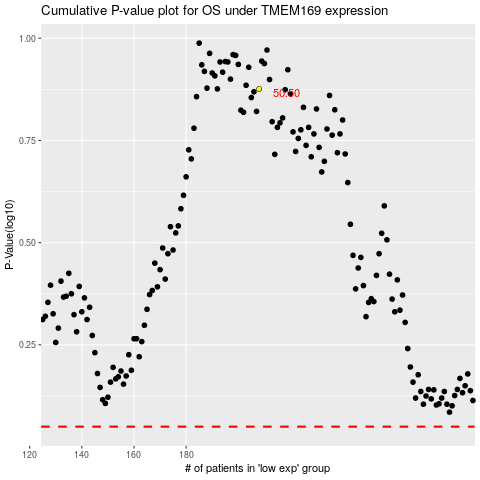 Cumulative P-value plot for OS under TMEM169 expression
P-Value(log10)
1.00
0.75
0.50
0.25
50:50
120 140 160 180
# of patients in 'low exp' group